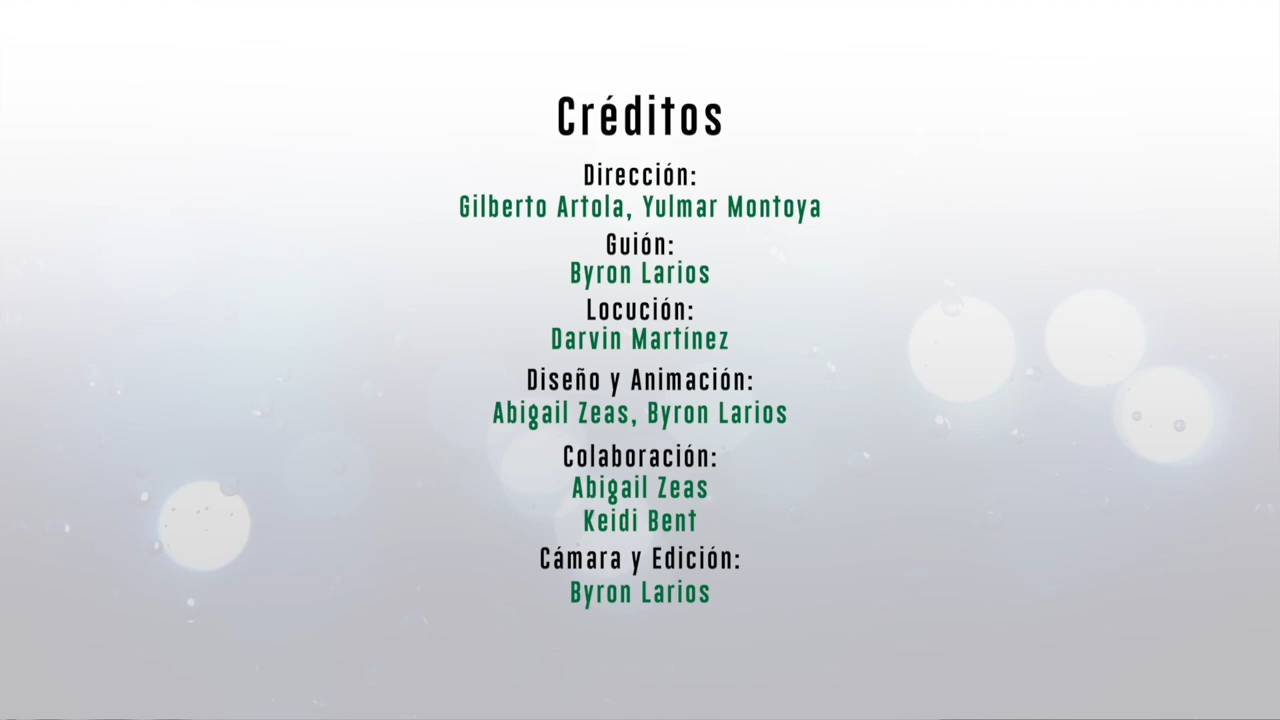 Créditos
Dirección:
Gilberto Artola, Yulmar Montoya
Guión:
Byron Larios
Locución:
Darvin Martínez
Diseño y Animación:
Abigail Zeas, Byron Larios
Colaboración:
Abigail Zeas
Keidi Bent
Cámara y Edición:
Byron Larios